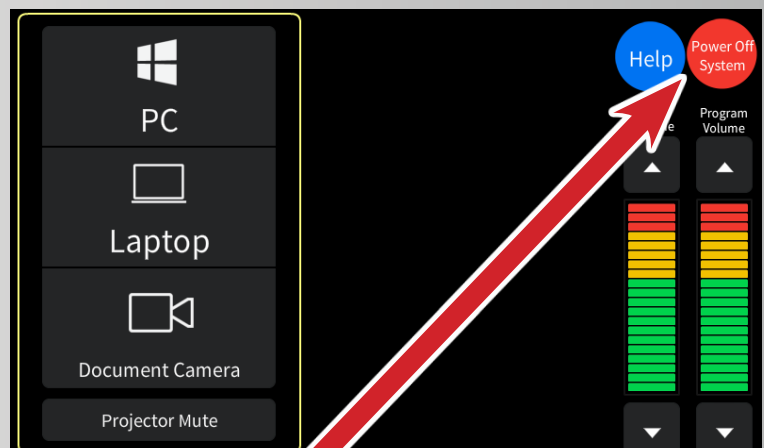 PC
Laptop
Document Camera
Projector Mute
Help
Power Off
System
Program
Volume